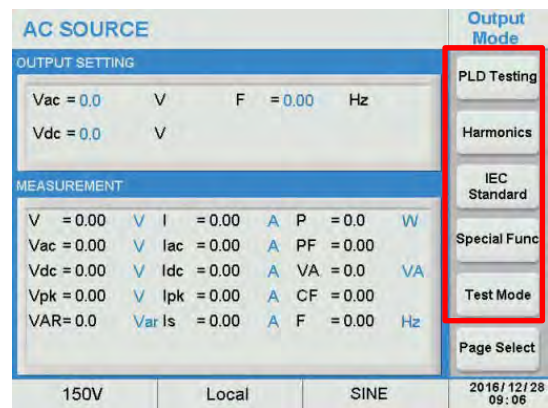 AC SOURCE
Output
Mode
OUTPUT SETTING
Vac = 0.0 V F = 0.00 Hz
Vdc = 0.0 V
MEASUREMENT
V = 0.00 V I = 0.00 A P = 0.0 W
Vac = 0.00 V Iac = 0.00 A PF = 0.00
Vdc = 0.00 V Idc = 0.00 A VA = 0.0 VA
Vpk = 0.00 V Ipk = 0.00 A CF = 0.00
VAR= 0.0 Var Is = 0.00 A F = 0.00 Hz
PLD Testing
Harmonics
IEC
Standard
Special Func
Test Mode
Page Select
150V Local SINE
2016/12/28
09:06